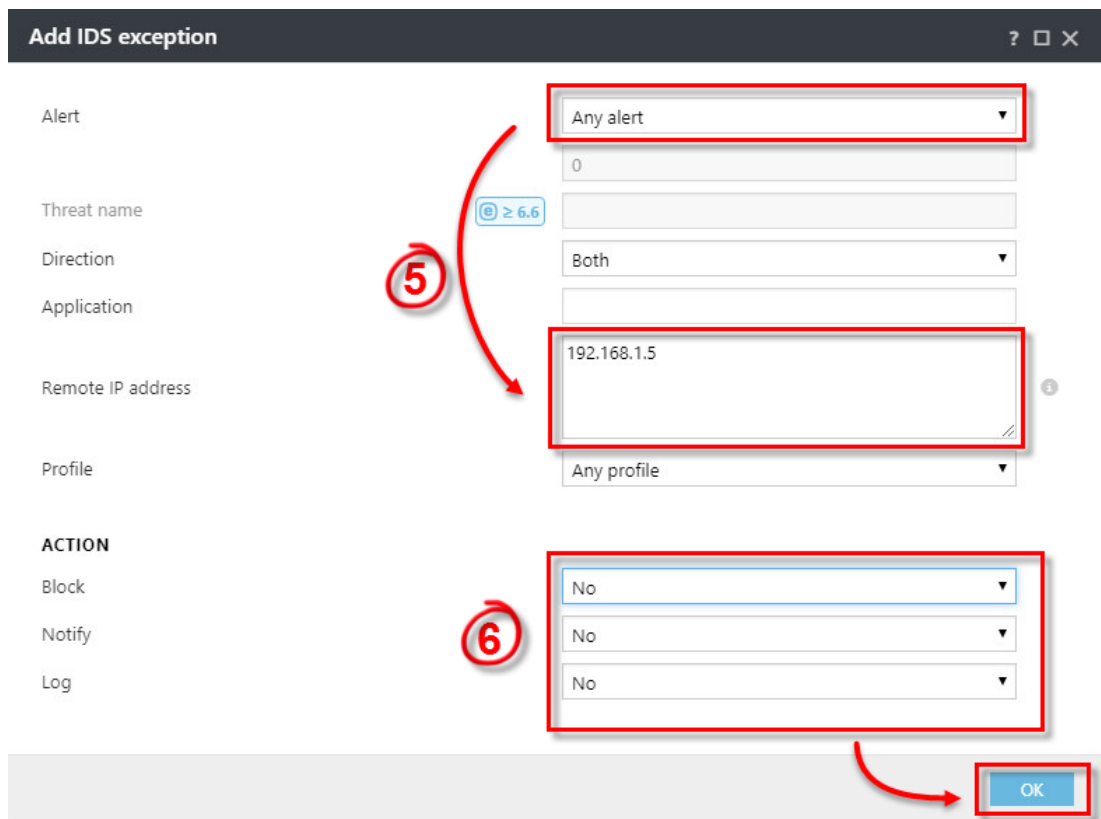 Add IDS exception ?
Alert Any alert
0
Threat name ≥ 6.6
Direction Both
5
Application
192.168.1.5
Remote IP address
Profile Any profile
ACTION
Block No
Notify No
6
Log No
OK